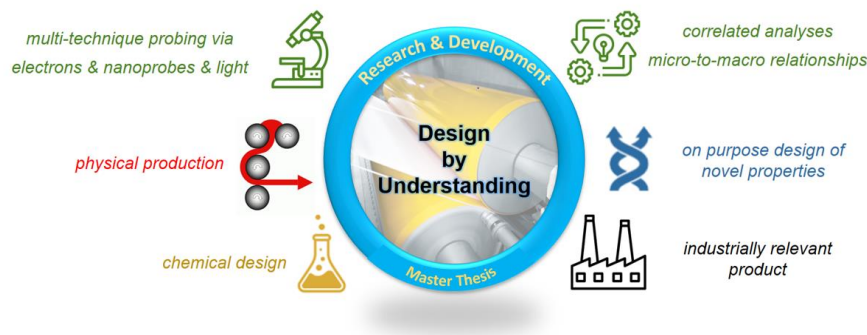 multi-technique probing via
electrons & nanoprobes & light
physical production
chemical design
Research & Development
Design
by
Understanding
Master Thesis
correlated analyses
micro-to-macro relationships
on purpose design of
novel properties
industrially relevant
product